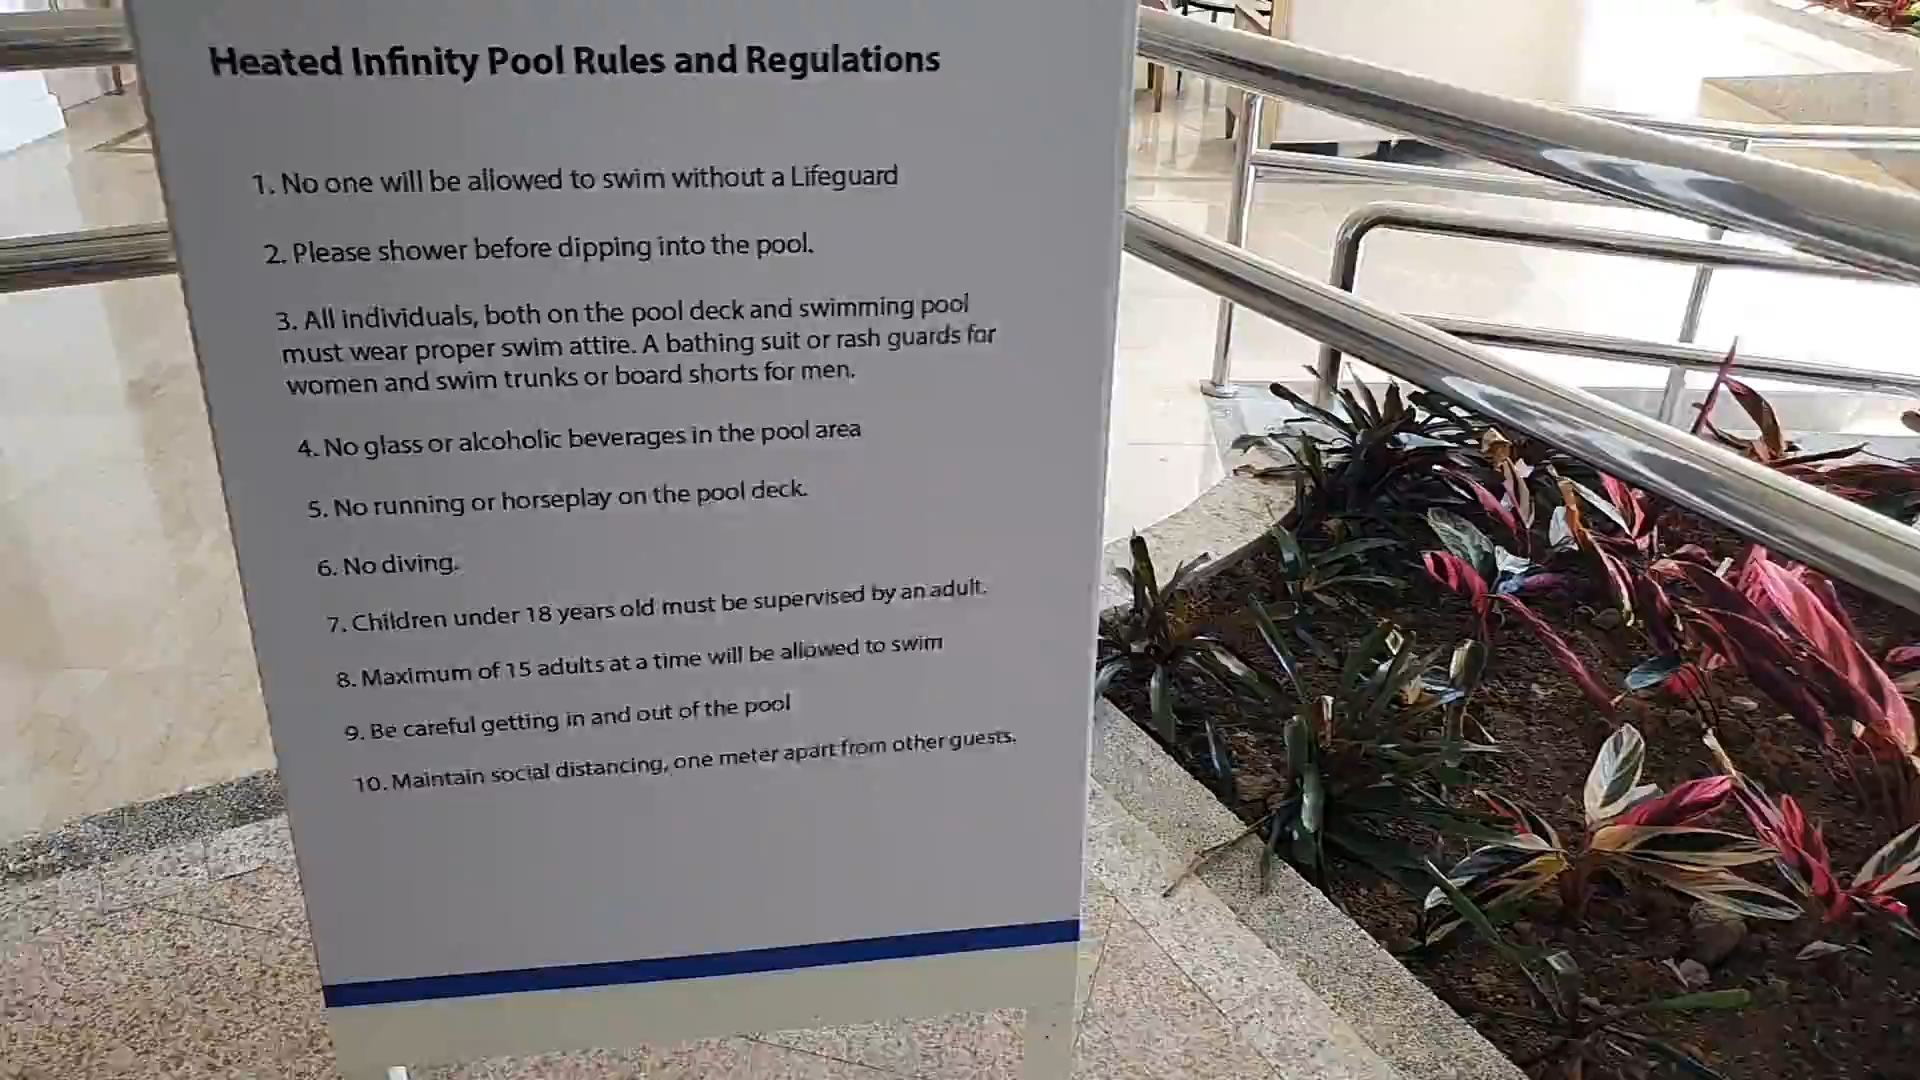 Heated Infinity Pool Rules and Regulations
1. No one will be allowed to swim without a Lifeguard
2. Please shower before dipping into the pool.
3. All individuals, both on the pool deck and swimming pool
must wear proper swim attire. A bathing suit or rash guards for
women and swim trunks or board shorts for men.
4. No glass or alcoholic beverages in the pool area
5. No running or horseplay on the pool deck.
6. No diving.
7. Children under 18 years old must be supervised by an adult.
8. Maximum of 15 adults at a time will be allowed to swim
9. Be careful getting in and out of the pool
10. Maintain social distancing, one meter apart from other guests.